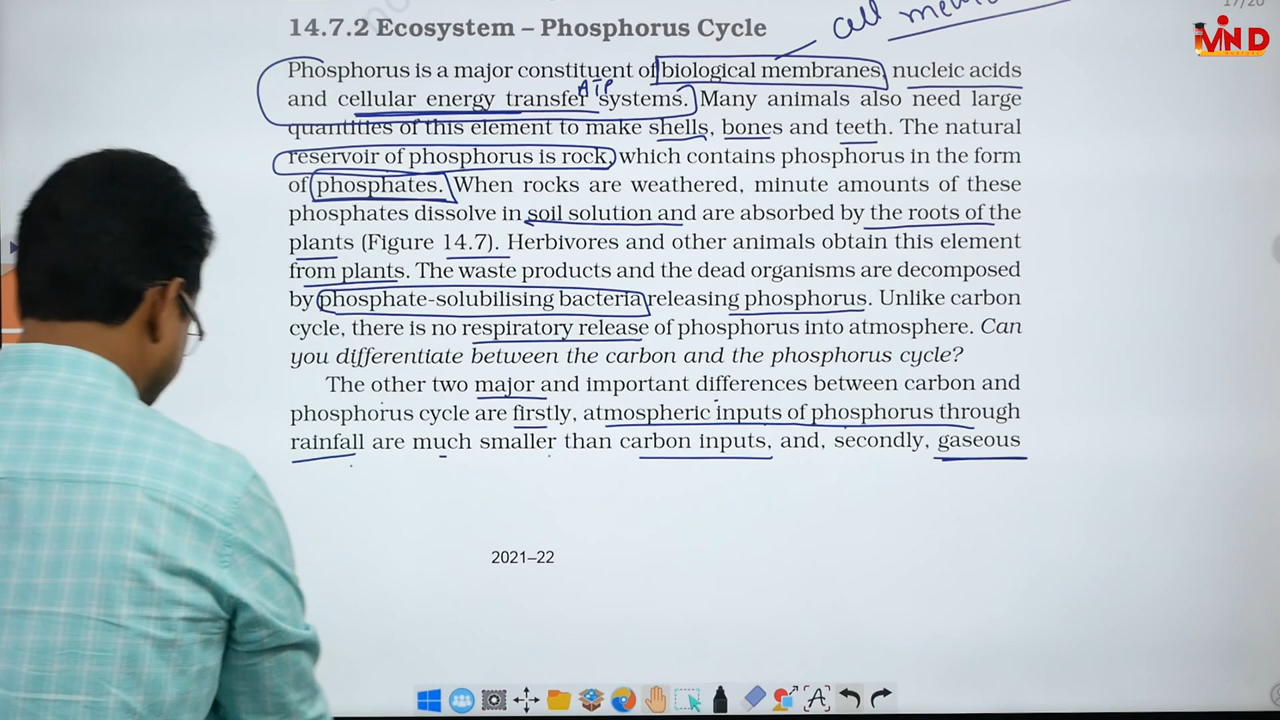 17/20
14.7.2 Ecosystem – Phosphorus Cycle
cell
MIND
Phosphorus is a major constituent of biological membranes, nucleic acids
ATP
and cellular energy transfer systems. Many animals also need large
quantities of this element to make shells, bones and teeth. The natural
reservoir of phosphorus is rock, which contains phosphorus in the form
of phosphates. When rocks are weathered, minute amounts of these
phosphates dissolve in soil solution and are absorbed by the roots of the
plants (Figure 14.7). Herbivores and other animals obtain this element
from plants. The waste products and the dead organisms are decomposed
by phosphate-solubilising bacteria releasing phosphorus. Unlike carbon
cycle, there is no respiratory release of phosphorus into atmosphere. Can
you differentiate between the carbon and the phosphorus cycle?
The other two major and important differences between carbon and
phosphorus cycle are firstly, atmospheric inputs of phosphorus through
rainfall are much smaller than carbon inputs, and, secondly, gaseous
2021–22